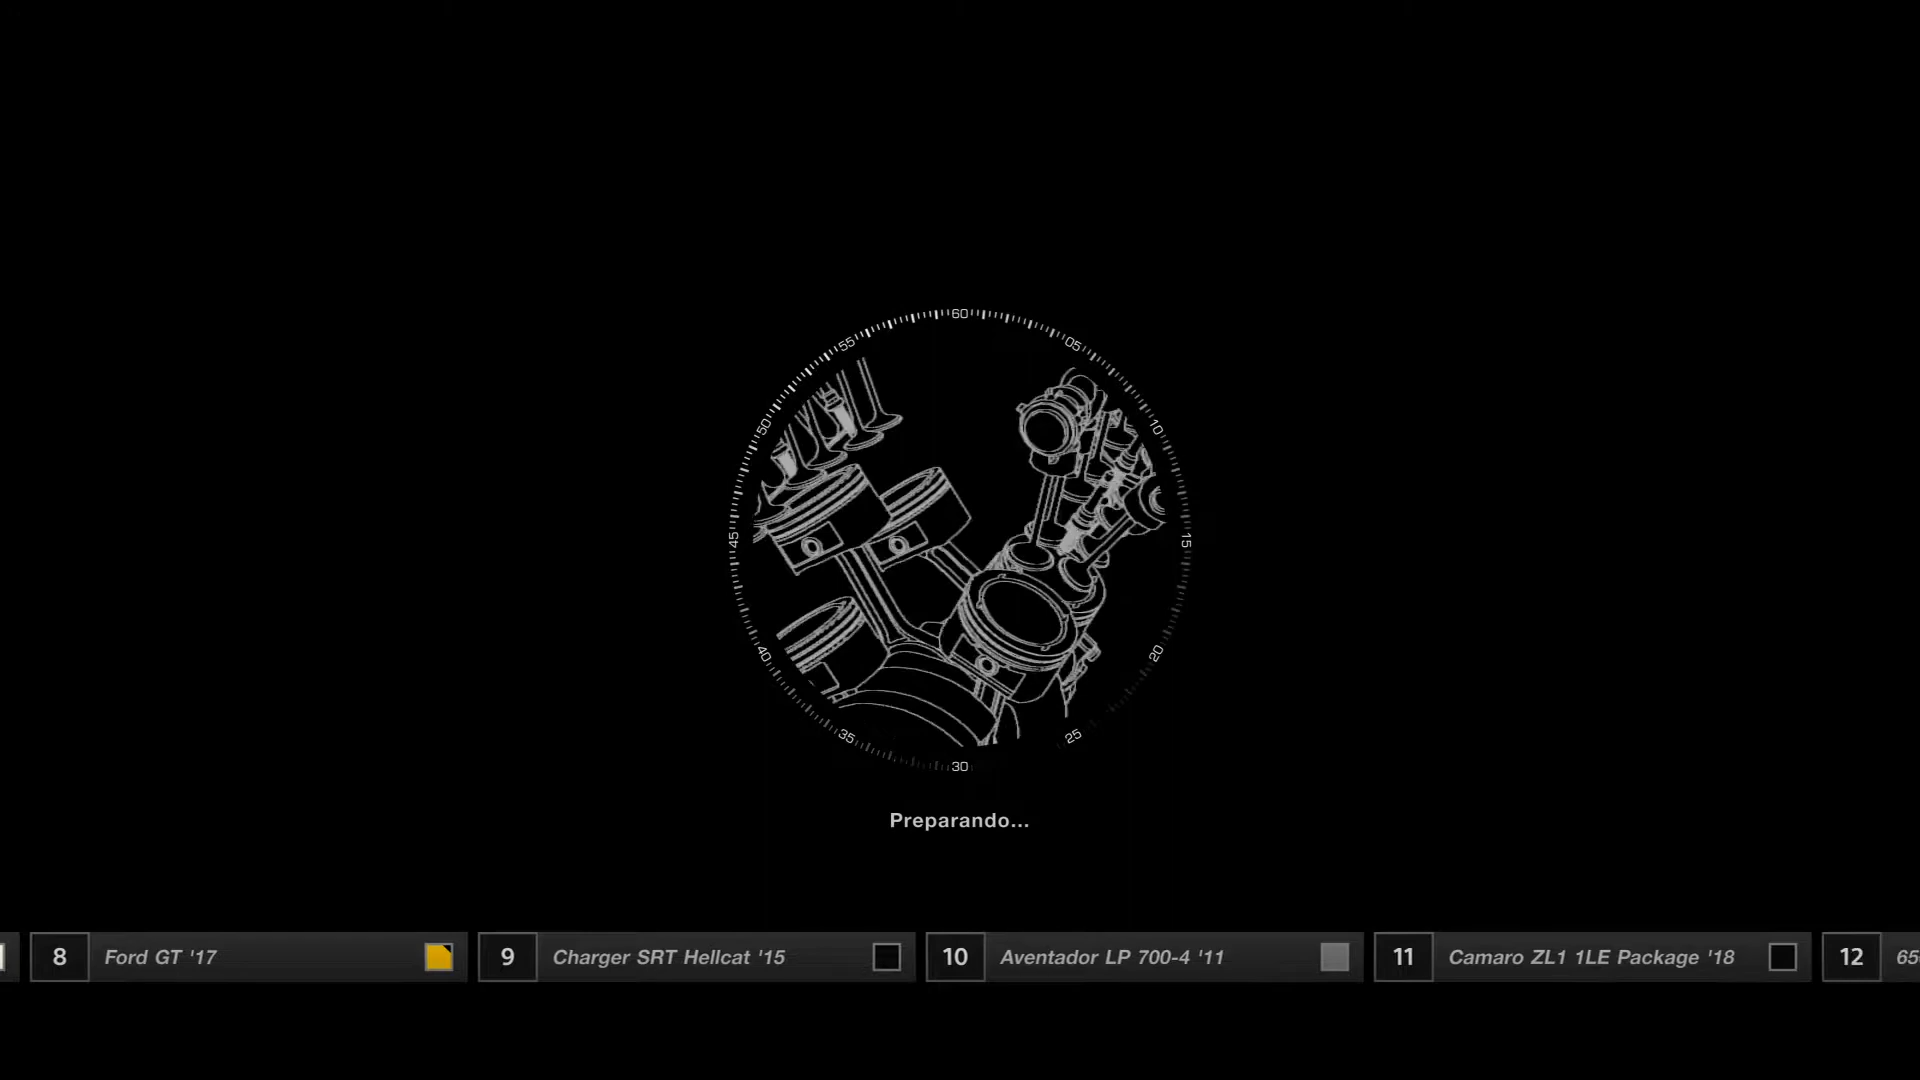 60
55
05
50
10
45
15
40
20
35
25
30
Preparando...
8 Ford GT '17
9 Charger SRT Hellcat '15
10 Aventador LP 700-4 '11
11 Camaro ZL1 1LE Package '18
12